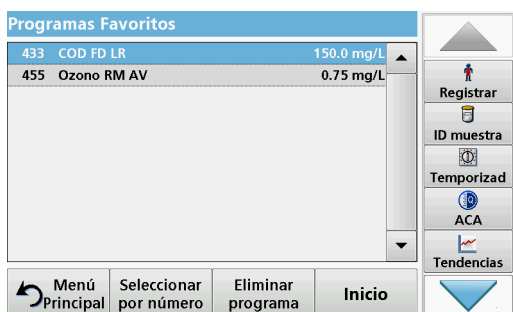 Programas Favoritos
433 COD FD LR 150.0 mg/L
455 Ozono RM AV 0.75 mg/L
Registrar
ID muestra
Temporizad
ACA
Tendencias
Menú Principal
Seleccionar por número
Eliminar programa
Inicio